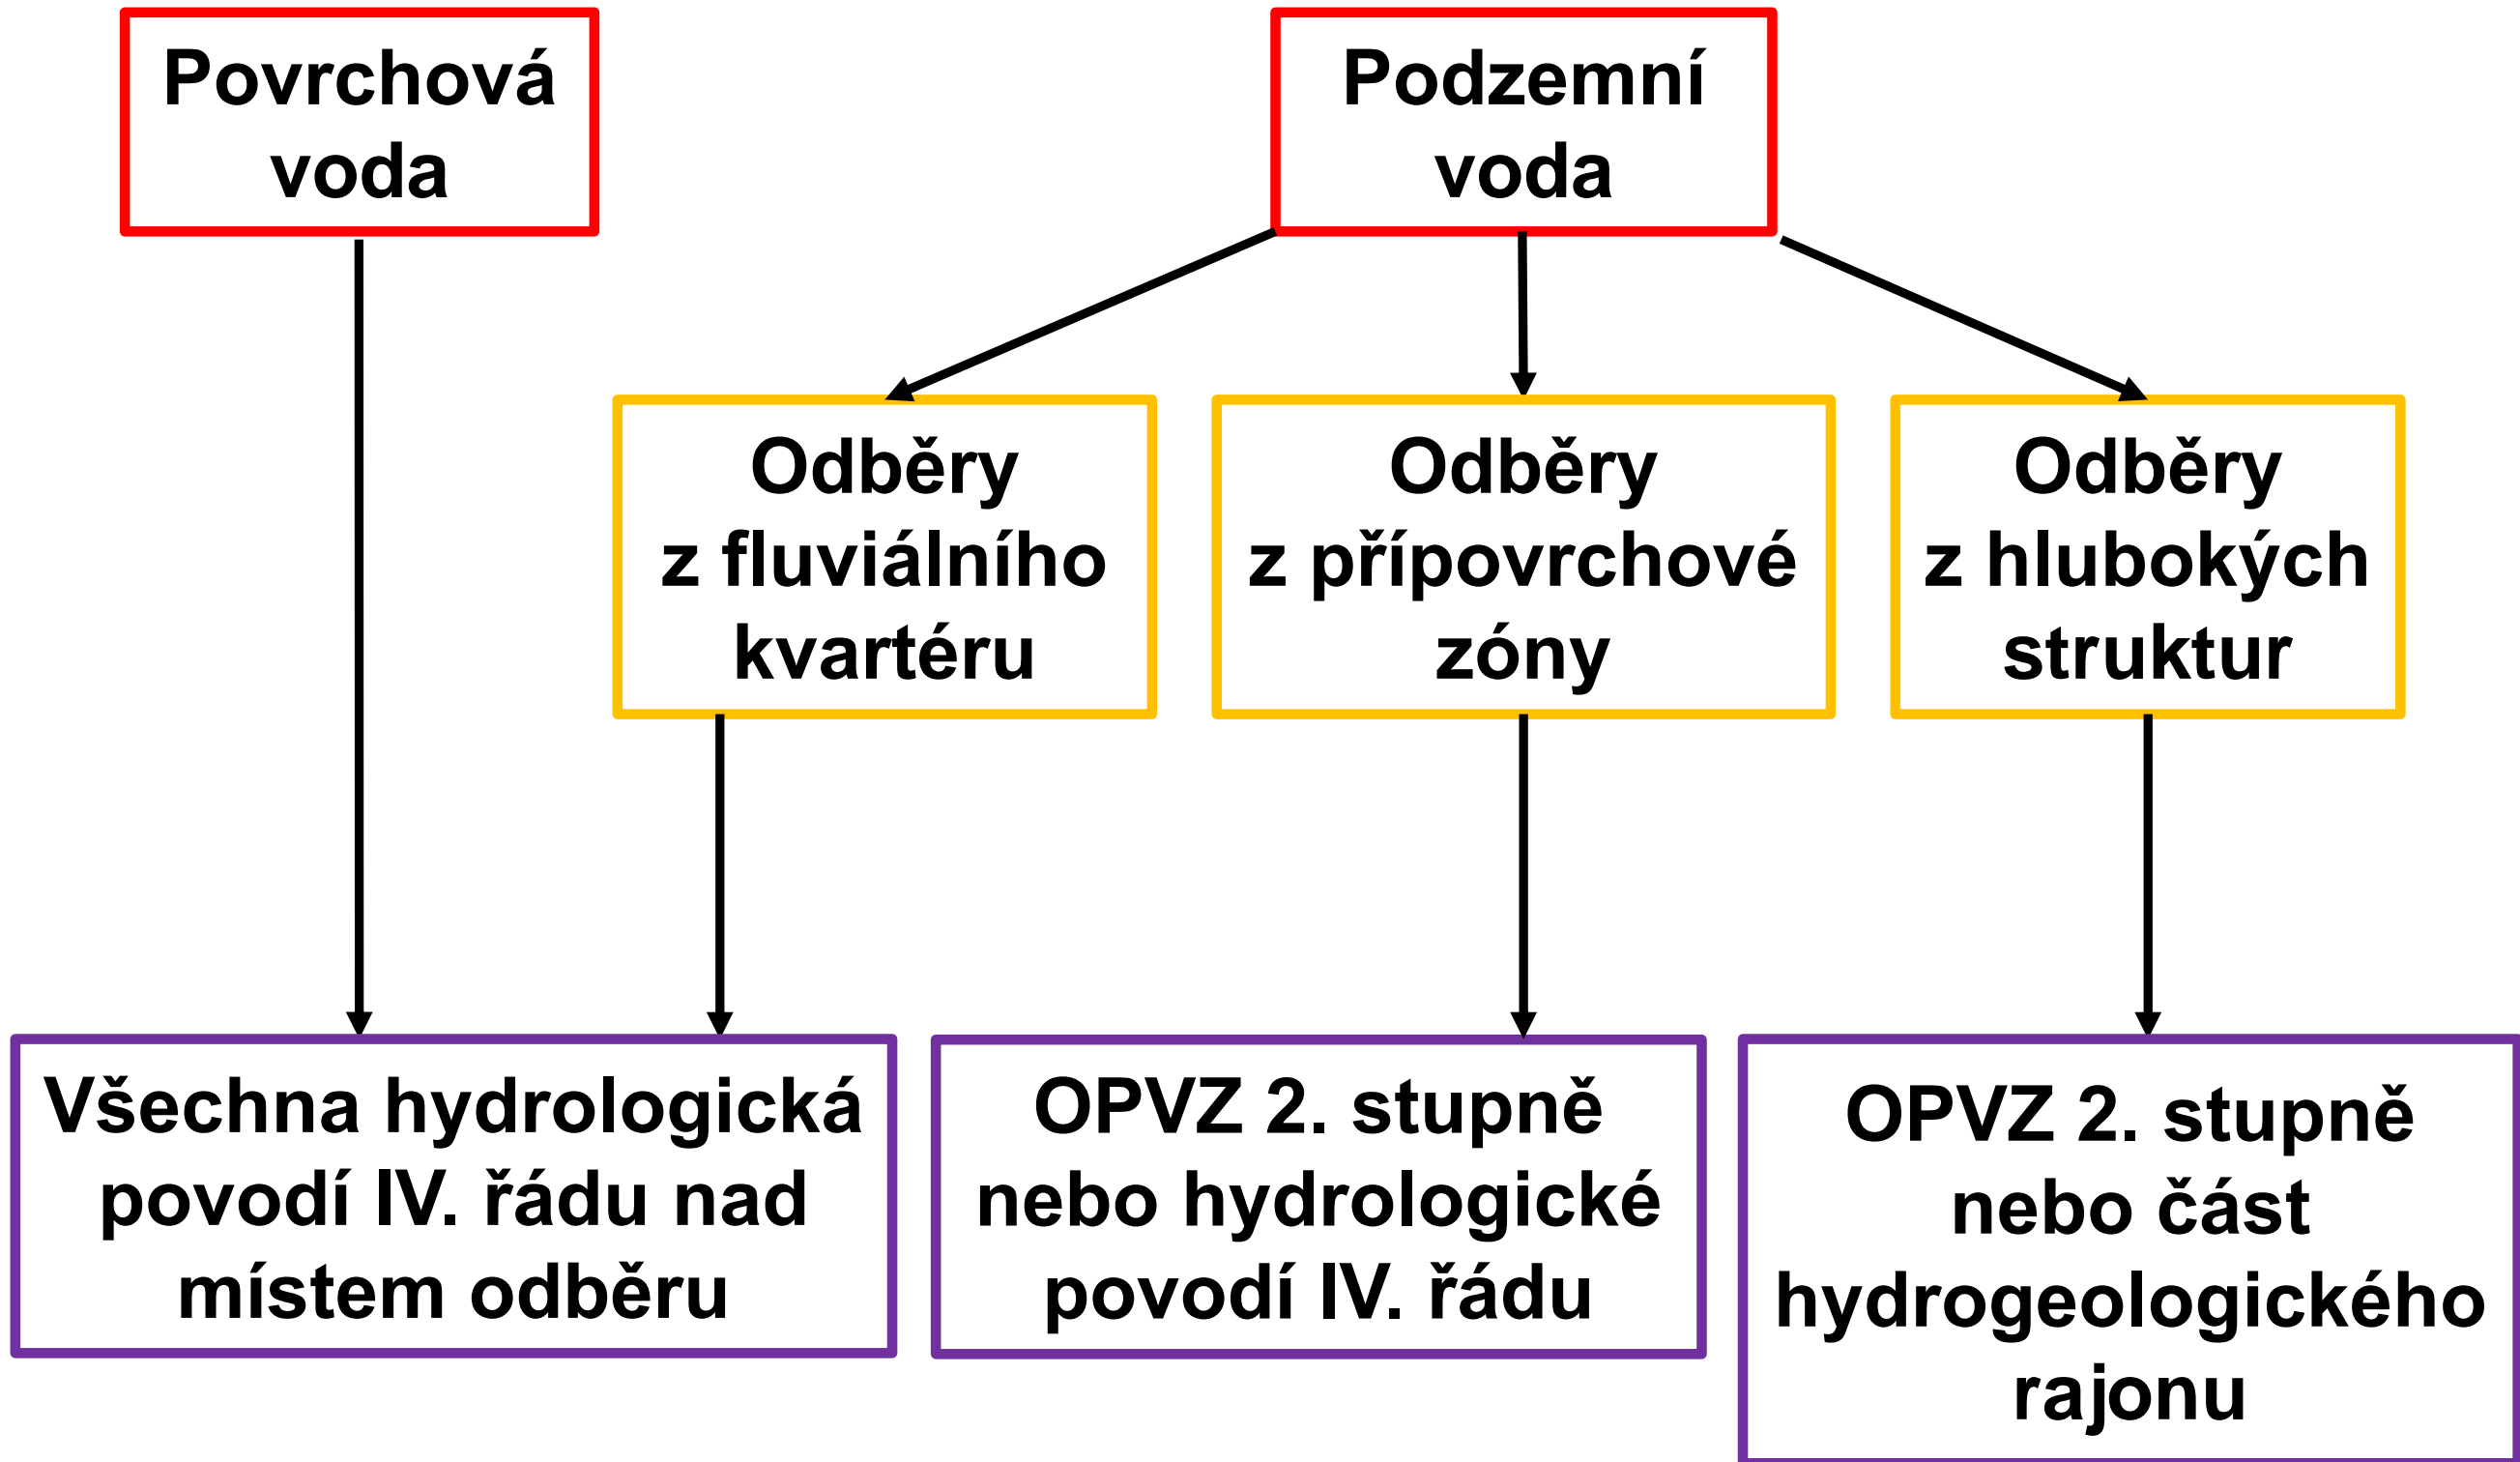 Povrchová
voda
Podzemní
voda
Odběry
z fluviálního
kvartéru
Odběry
z přípovrchové
zóny
Odběry
z hlubokých
struktur
Všechna hydrologická
povodí IV. řádu nad
místem odběru
OPVZ 2. stupně
nebo hydrologické
povodí IV. řádu
OPVZ 2. stupně
nebo část
hydrogeologického
rajonu